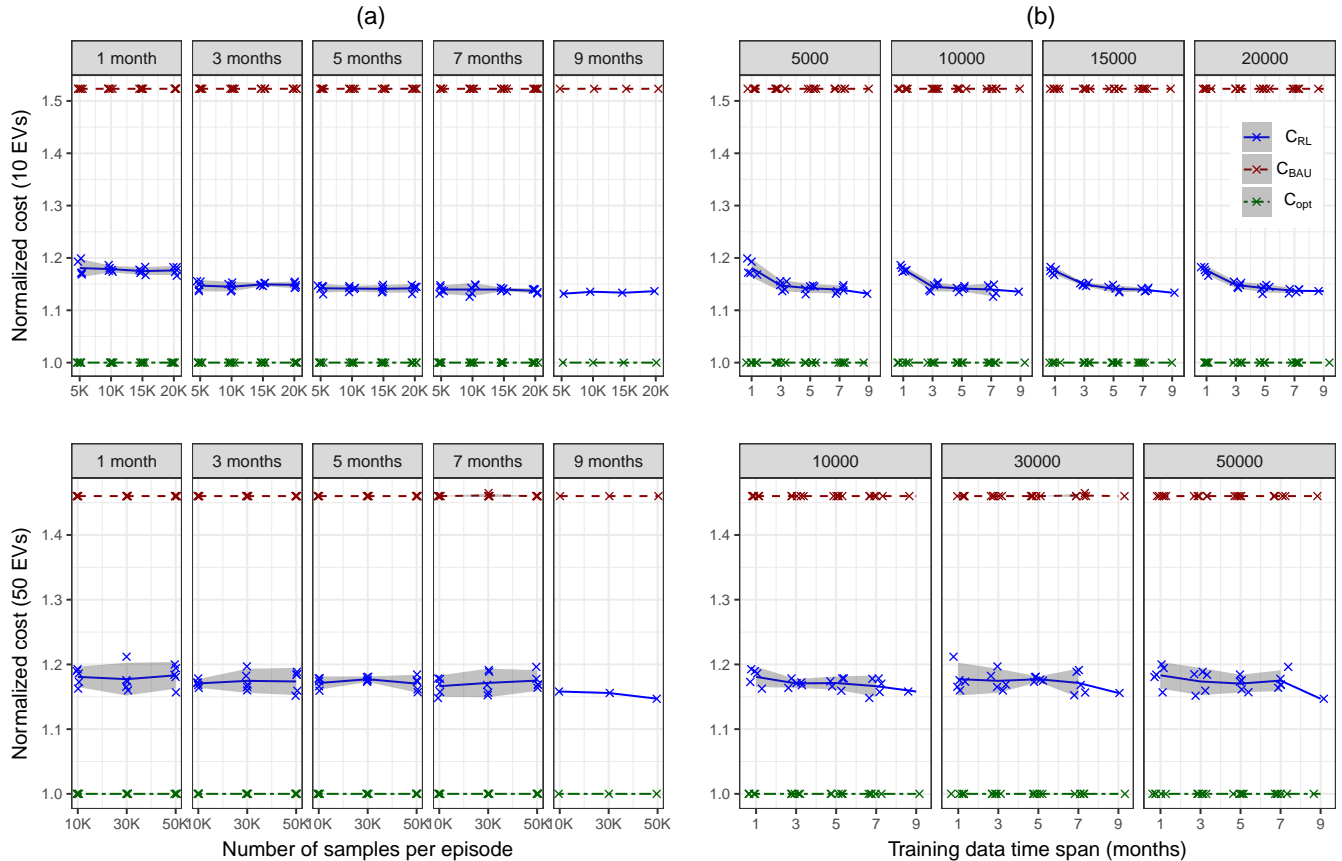 (a)
(b)
1 month 3 months 5 months 7 months 9 months
5000 10000 15000 20000
Normalized cost (10 EVs)
1.5
1.4
1.3
1.2
1.1
1.0
C_RL
C_BAU
C_opt
5K 10K 15K 20K 5K 10K 15K 20K 5K 10K 15K 20K 5K 10K 15K 20K 5K 10K 15K 20K
1 3 5 7 9 1 3 5 7 9 1 3 5 7 9 1 3 5 7 9
1 month 3 months 5 months 7 months 9 months
10000 30000 50000
Normalized cost (50 EVs)
1.4
1.3
1.2
1.1
1.0
10K 30K 50K 10K 30K 50K 10K 30K 50K 10K 30K 50K 10K 30K 50K
1 3 5 7 9 1 3 5 7 9 1 3 5 7 9
Number of samples per episode
Training data time span (months)